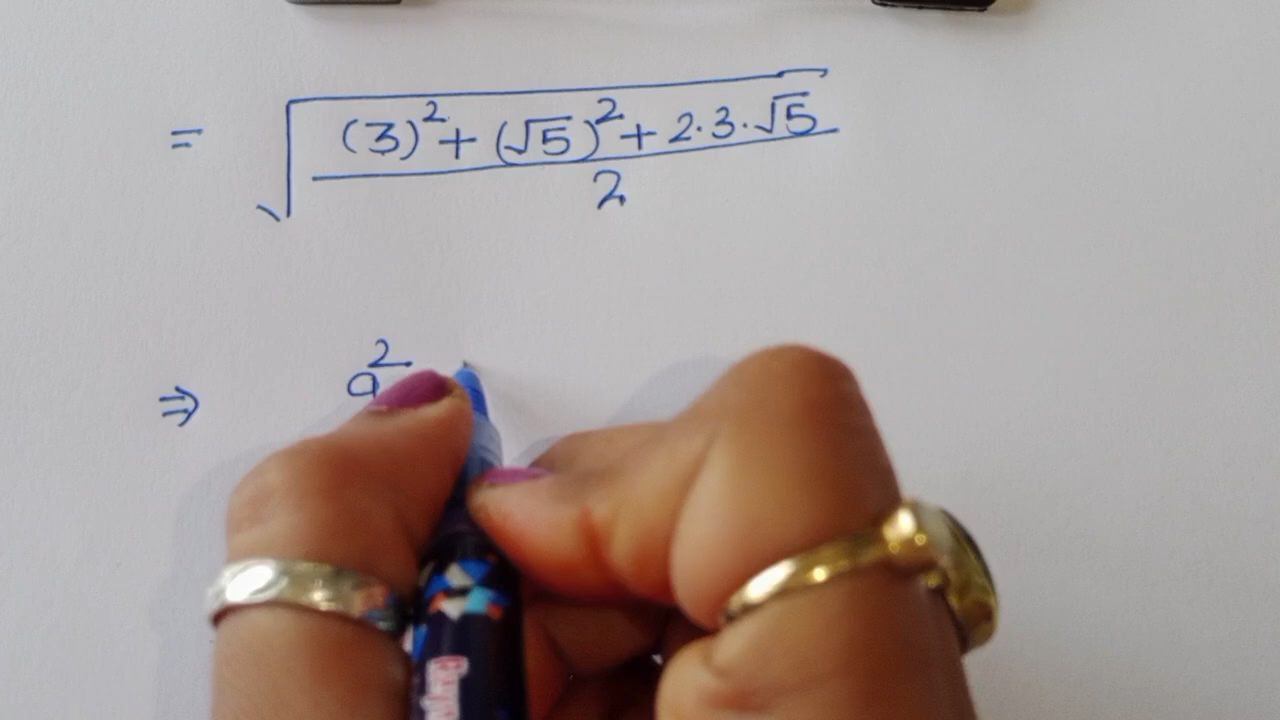 = √((3)² + (√5)² + 2·3·√5 / 2)
⇒ a²